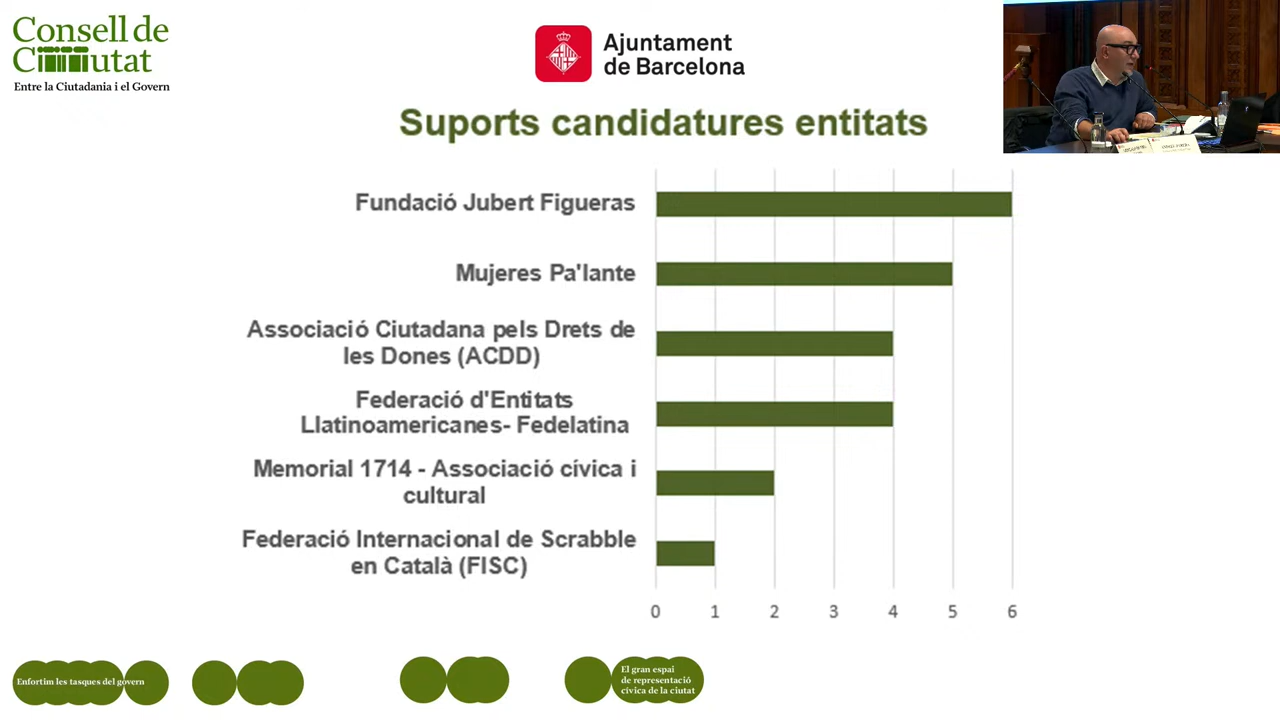 Consell de
Ciutat
Entre la Ciutadania i el Govern
Ajuntament
de Barcelona
Suports candidatures entitats
Fundació Jubert Figueras
Mujeres Pa'lante
Associació Ciutadana pels Drets de
les Dones (ACDD)
Federació d'Entitats
Llatinoamericanes- Fedelatina
Memorial 1714 - Associació cívica i
cultural
Federació Internacional de Scrabble
en Català (FISC)
0 1 2 3 4 5 6
Enfortim les tasques del govern
El gran espai
de representació
cívica de la ciutat